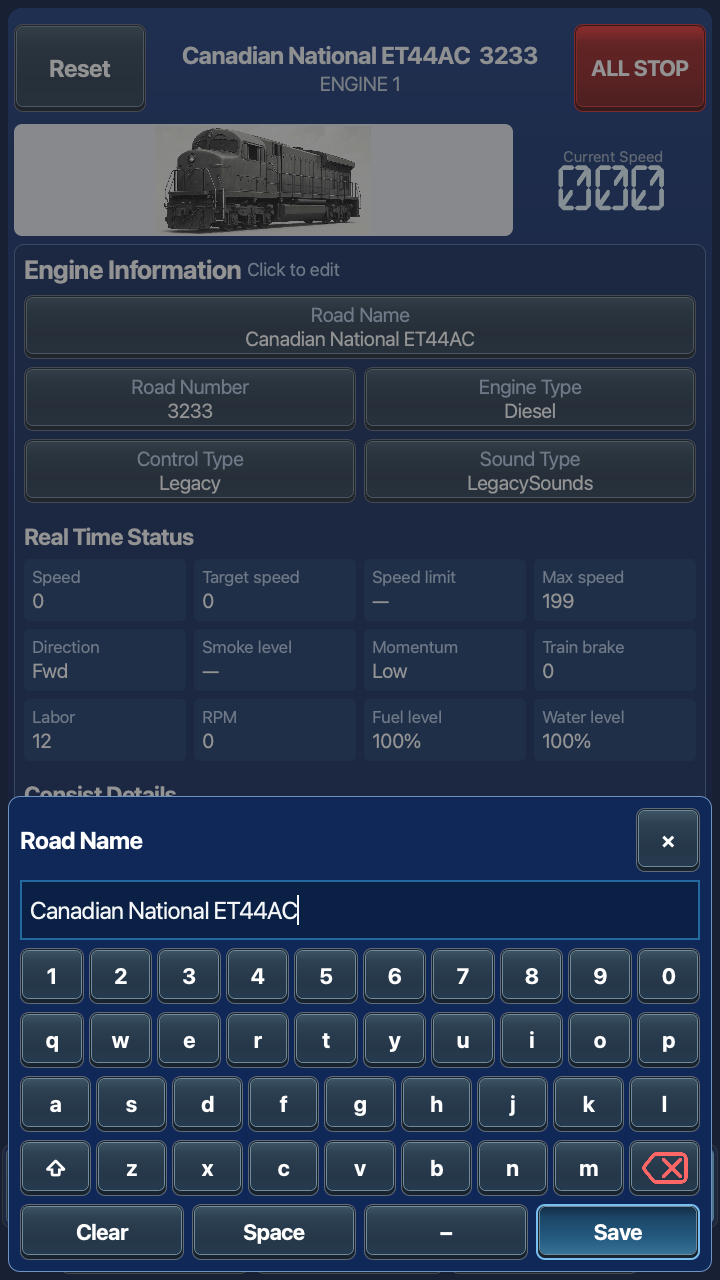 Reset
Canadian National ET44AC 3233
ENGINE 1
ALL STOP
Current Speed
000
Engine Information Click to edit
Road Name
Canadian National ET44AC
Road Number
3233
Engine Type
Diesel
Control Type
Legacy
Sound Type
LegacySounds
Real Time Status
Speed
0
Target speed
0
Speed limit
—
Max speed
199
Direction
Fwd
Smoke level
—
Momentum
Low
Train brake
0
Labor
12
RPM
0
Fuel level
100%
Water level
100%
Consist Details
Road Name
×
Canadian National ET44AC
1 2 3 4 5 6 7 8 9 0
q w e r t y u i o p
a s d f g h j k l
z x c v b n m
Clear Space – Save